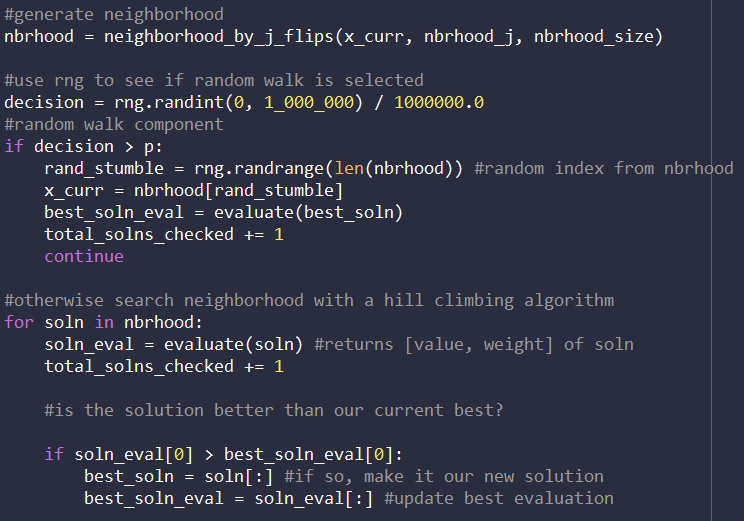 #generate neighborhood
nbrhood = neighborhood_by_j_flips(x_curr, nbrhood_j, nbrhood_size)

#use rng to see if random walk is selected
decision = rng.randint(0, 1_000_000) / 1000000.0
#random walk component
if decision > p:
    rand_stumble = rng.randrange(len(nbrhood)) #random index from nbrhood
    x_curr = nbrhood[rand_stumble]
    best_soln_eval = evaluate(best_soln)
    total_solns_checked += 1
    continue

#otherwise search neighborhood with a hill climbing algorithm
for soln in nbrhood:
    soln_eval = evaluate(soln) #returns [value, weight] of soln
    total_solns_checked += 1

    #is the solution better than our current best?

    if soln_eval[0] > best_soln_eval[0]:
        best_soln = soln[:] #if so, make it our new solution
        best_soln_eval = soln_eval[:] #update best evaluation